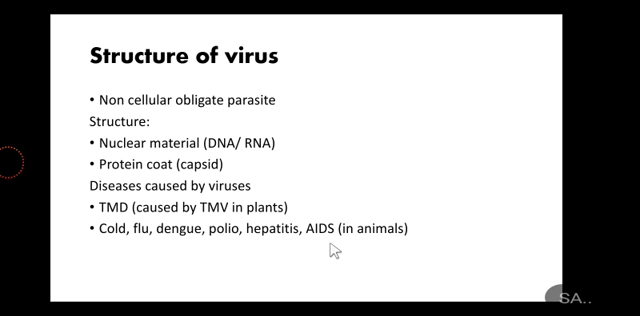 Structure of virus
• Non cellular obligate parasite
Structure:
• Nuclear material (DNA/ RNA)
• Protein coat (capsid)
Diseases caused by viruses
• TMD (caused by TMV in plants)
• Cold, flu, dengue, polio, hepatitis, AIDS (in animals)
SA..